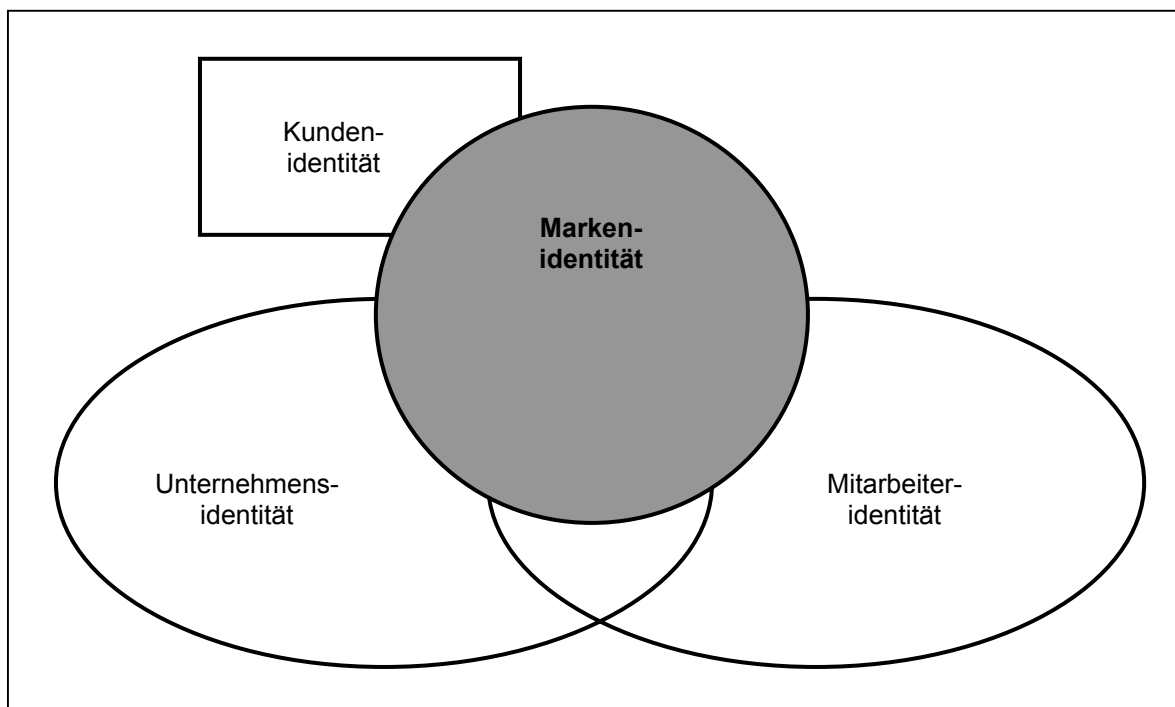 Kunden-
identität
Marken-
identität
Unternehmens-
identität
Mitarbeiter-
identität